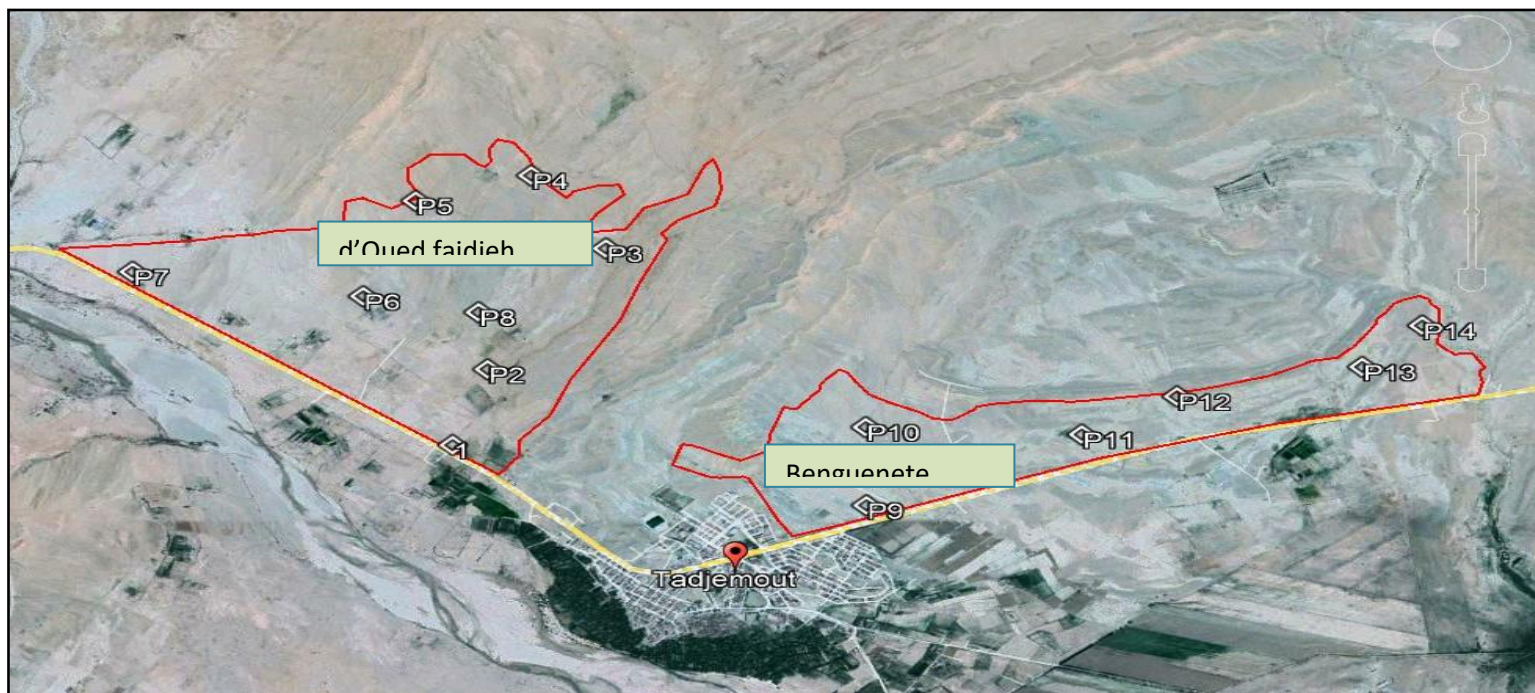 P4
P5
d'Oued faidjeh
P3
P7
P6
P8
P2
P14
P13
P12
P10
P11
1
Benguenete
P9
Tadjemout